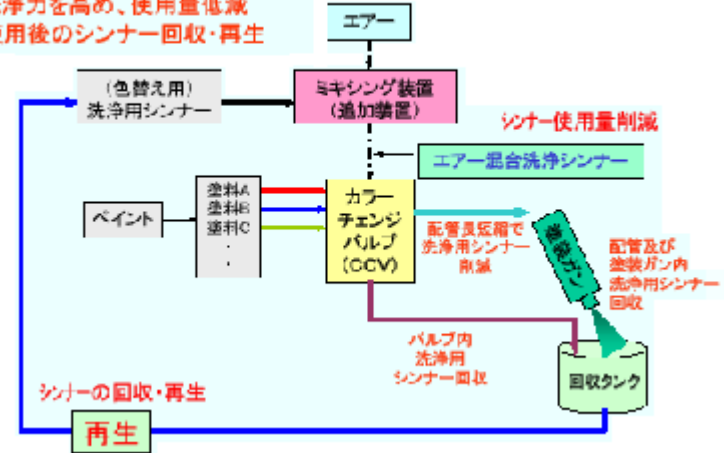 浄力を高め、使用量低減
使用後のシンナー回収・再生
エアー
(色替え用)
洗浄用シンナー
ミキシング装置
(追加装置)
シンナー使用量削減
エアー混合洗浄シンナー
ペイント
塗料A
塗料B
塗料C
・
・
カラー
チェンジ
バルブ
(CCV)
配管長短縮で
洗浄用シンナー
削減
塗装ガン
配管及び
塗装ガン内
洗浄用シンナー
回収
バルブ内
洗浄用
シンナー回収
回収タンク
シンナーの回収・再生
再生